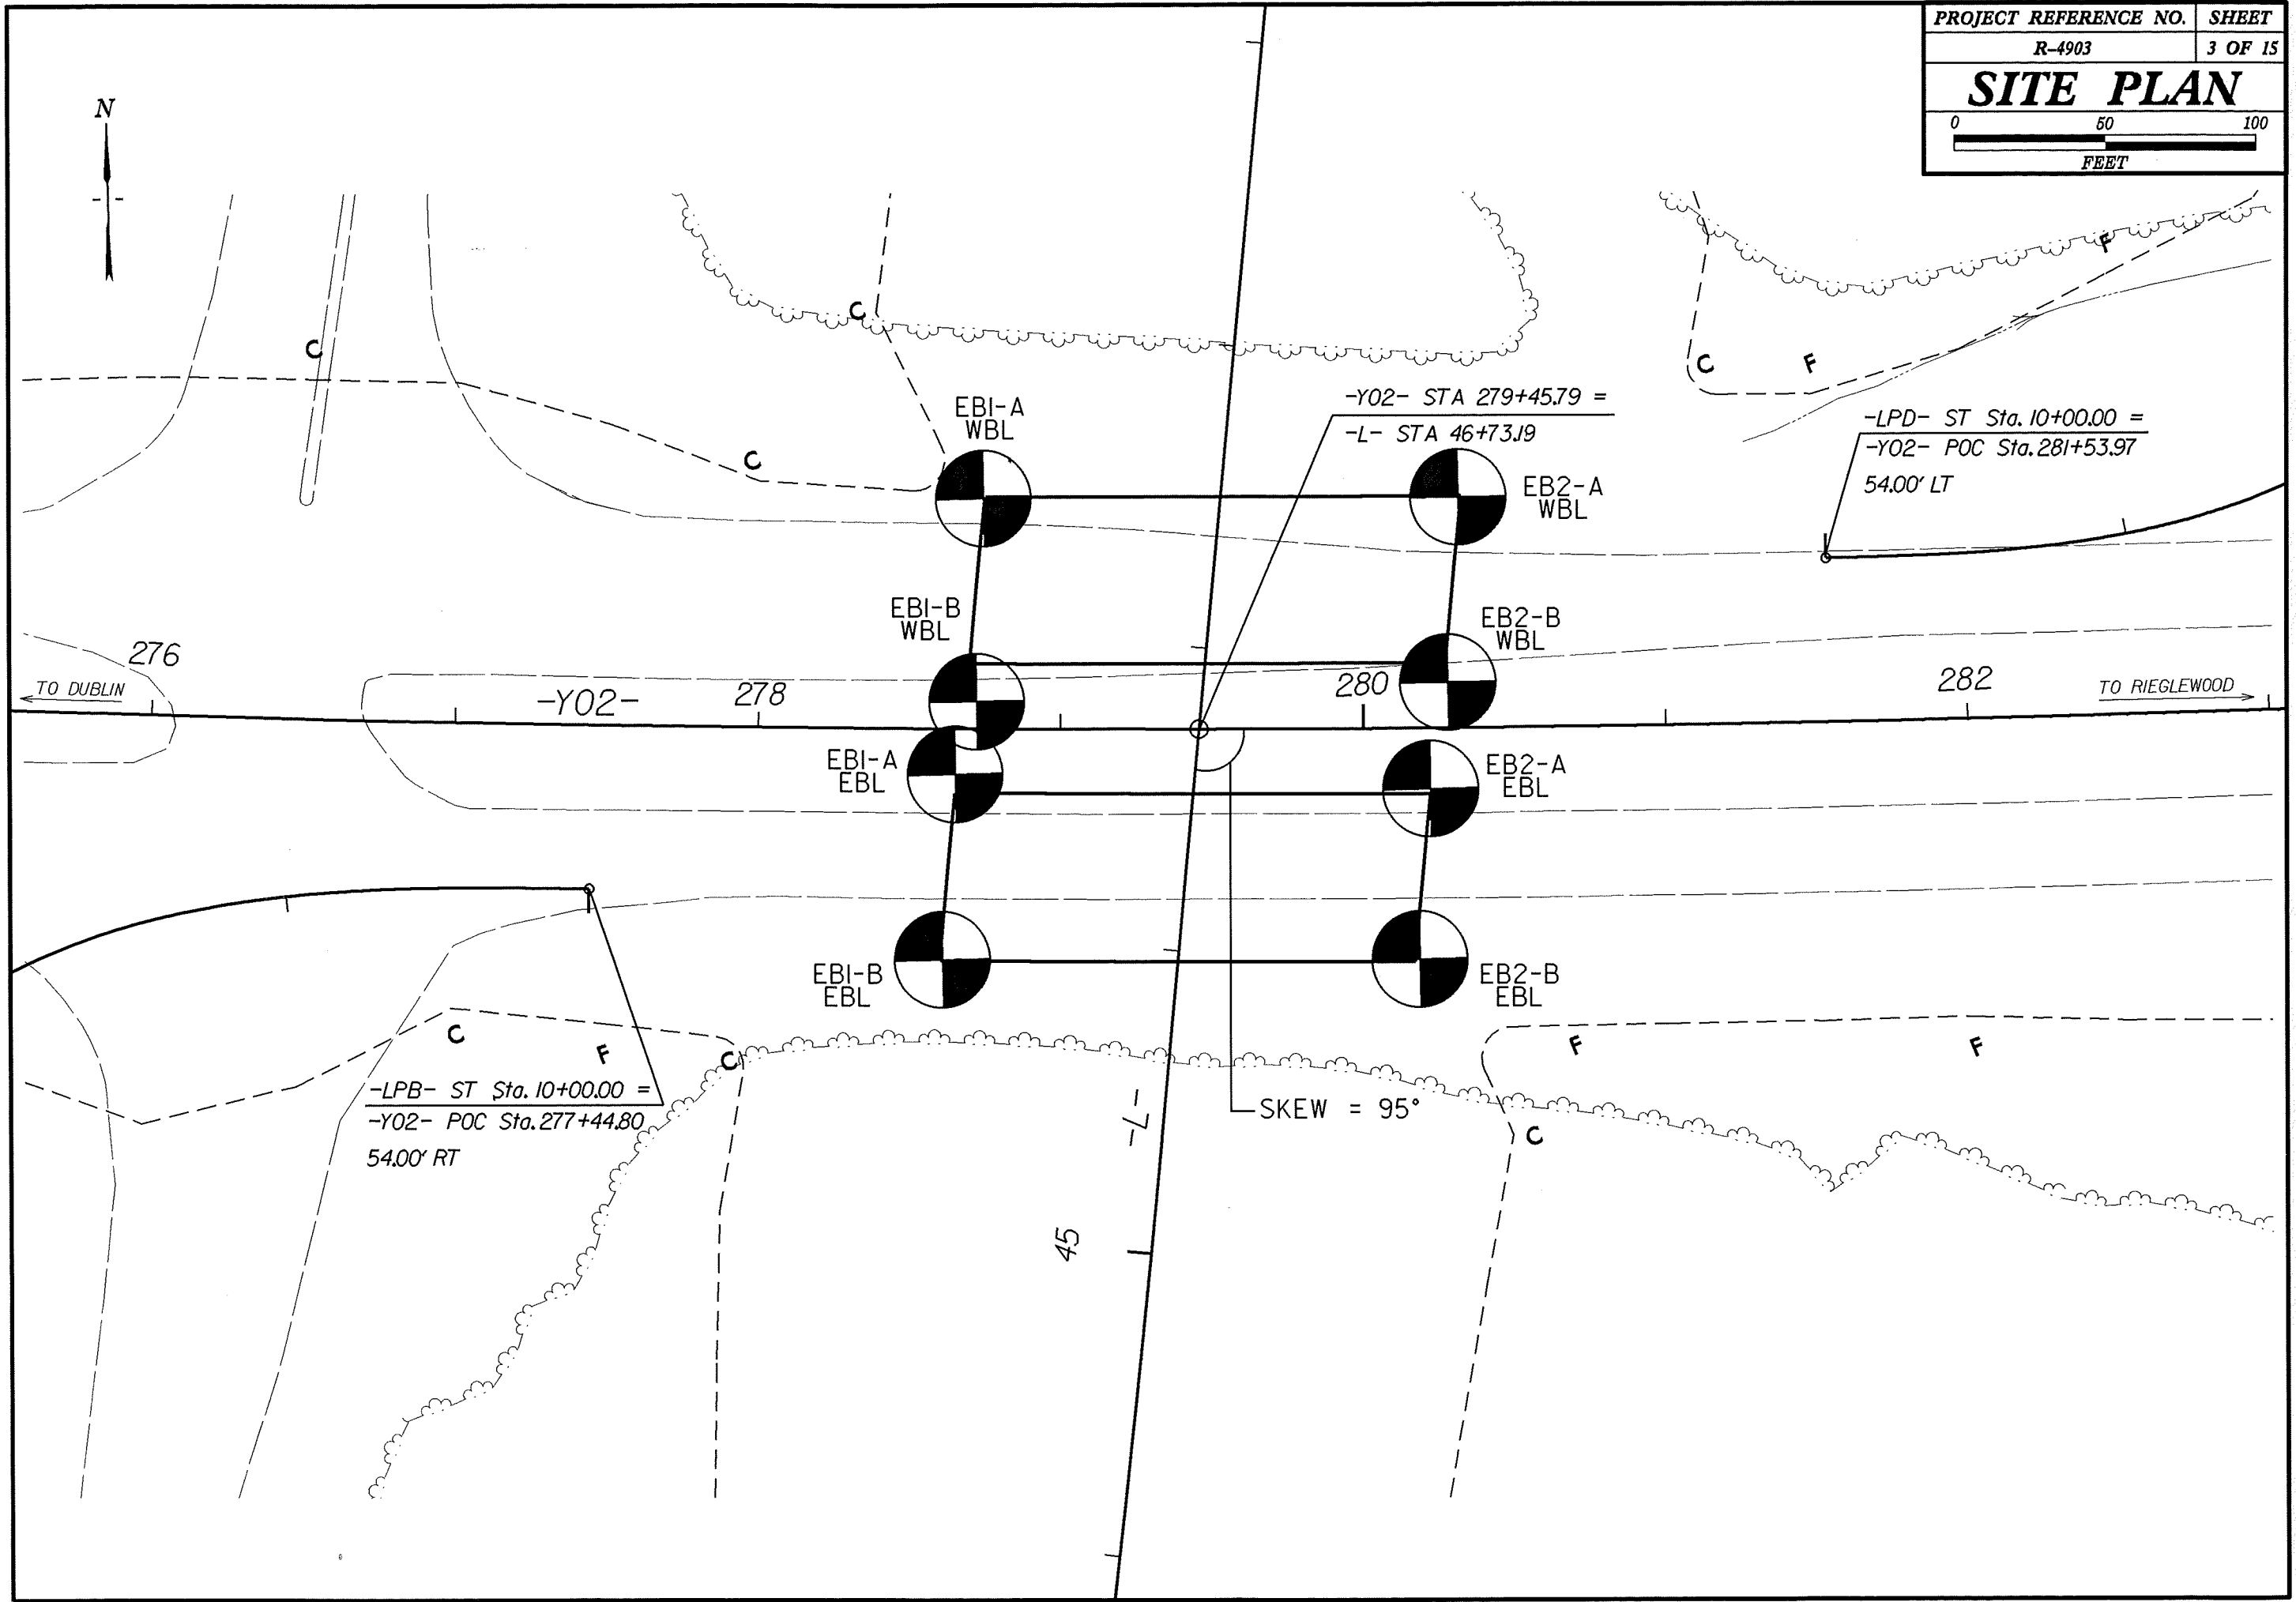 PROJECT REFERENCE NO. SHEET
R-4903 3 OF 15
SITE PLAN
0 50 100
FEET
N
C
C
F
C
F
C
EB1-A
WBL
-Y02- STA 279+45.79 =
-L- STA 46+73.19
-LPD- ST Sta. 10+00.00 =
-Y02- POC Sta. 281+53.97
54.00' LT
C
EB2-A
WBL
EB1-B
WBL
EB2-B
WBL
276
TO DUBLIN
-Y02-
278
280
282
TO RIEGLEWOOD
EB1-A
EBL
EB2-A
EBL
EB1-B
EBL
EB2-B
EBL
C
F
C
F
F
-LPB- ST Sta. 10+00.00 =
-Y02- POC Sta. 277+44.80
54.00' RT
-L-
SKEW = 95°
C
45